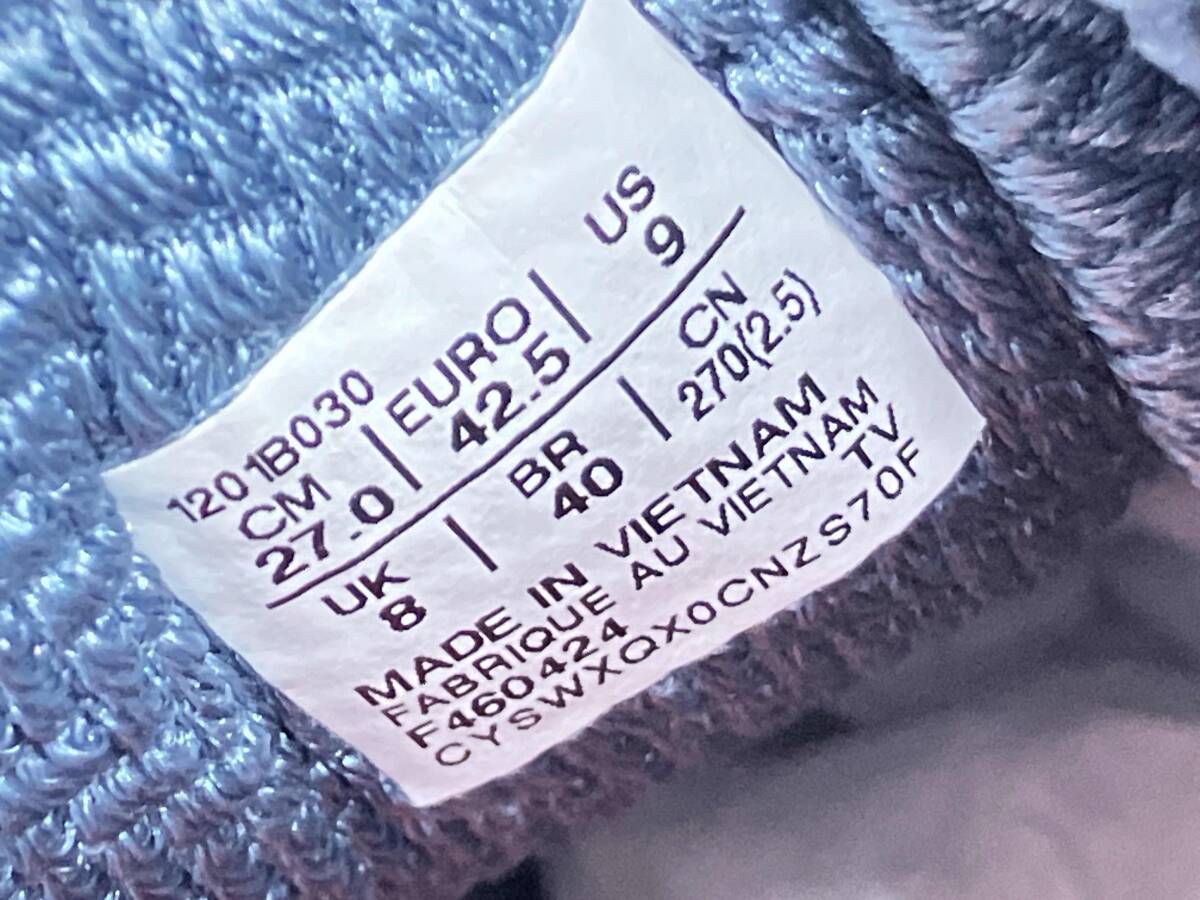 1201B030
CM | EURO | US
27.0 | 42.5 | 9
UK | BR | CN
8 | 40 | 270(2.5)
MADE IN VIETNAM
FABRIQUE AU VIETNAM
F460424 TV
CYSWXQX0CNZS70F